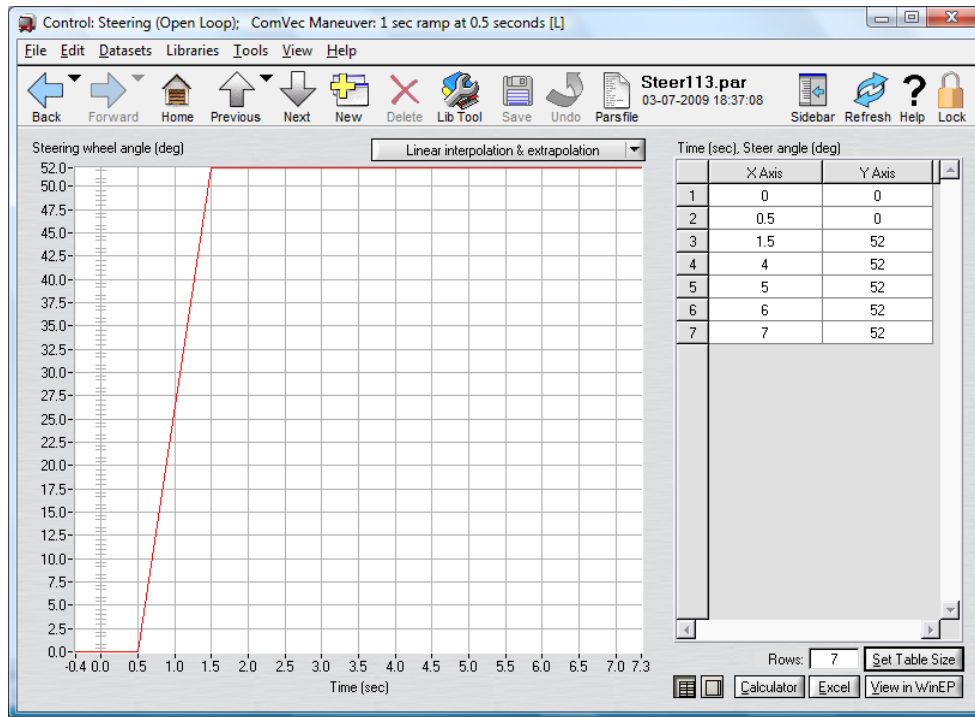 Control: Steering (Open Loop);   ComVec Maneuver: 1 sec ramp at 0.5 seconds [L]
File Edit Datasets Libraries Tools View Help
Back Forward Home Previous Next New Delete Lib Tool Save Undo Parsfile Steer113.par 03-07-2009 18:37:08 Sidebar Refresh Help Lock
Steering wheel angle (deg)
Linear interpolation & extrapolation
52.0
50.0
47.5
45.0
42.5
40.0
37.5
35.0
32.5
30.0
27.5
25.0
22.5
20.0
17.5
15.0
12.5
10.0
7.5
5.0
2.5
0.0
-0.4 0.0 0.5 1.0 1.5 2.0 2.5 3.0 3.5 4.0 4.5 5.0 5.5 6.0 6.5 7.0 7.3
Time (sec)
Time (sec), Steer angle (deg)
X Axis Y Axis
1 0 0
2 0.5 0
3 1.5 52
4 4 52
5 5 52
6 6 52
7 7 52
Rows: 7 Set Table Size
Calculator Excel View in WinEP